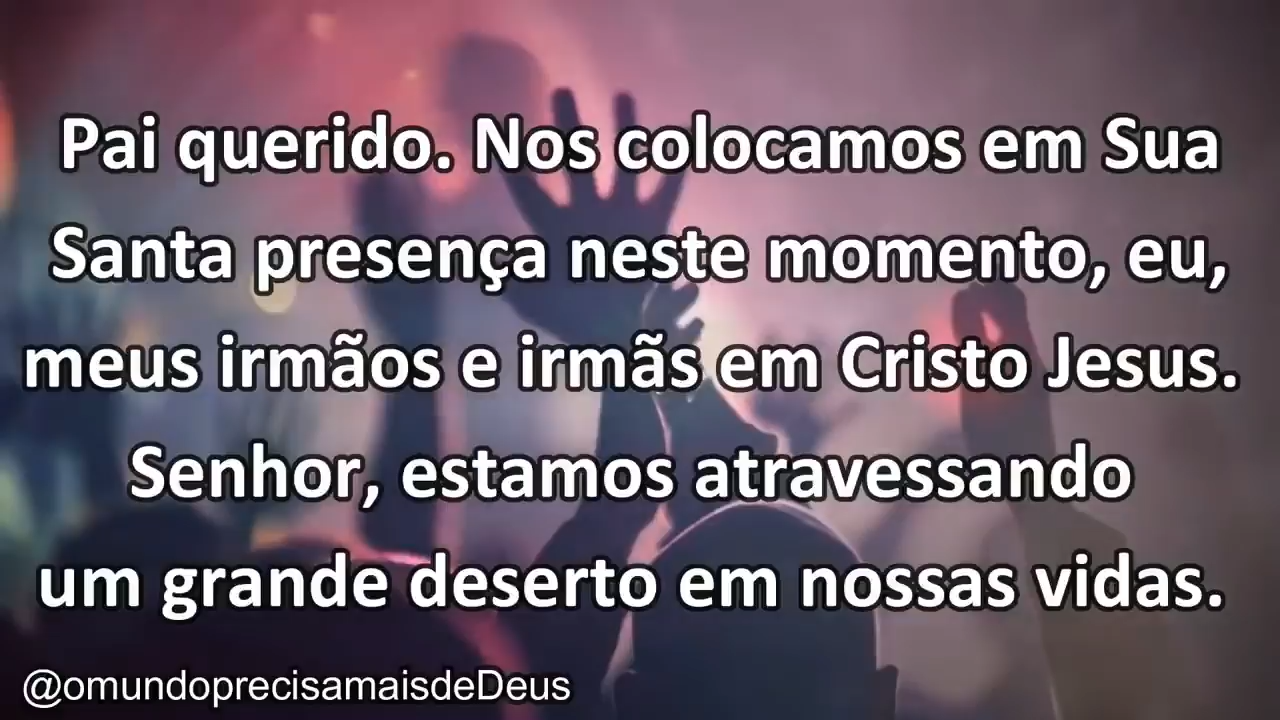 Pai querido. Nos colocamos em Sua
Santa presença neste momento, eu,
meus irmãos e irmãs em Cristo Jesus.
Senhor, estamos atravessando
um grande deserto em nossas vidas.
@omundoprecisamaisdeDeus